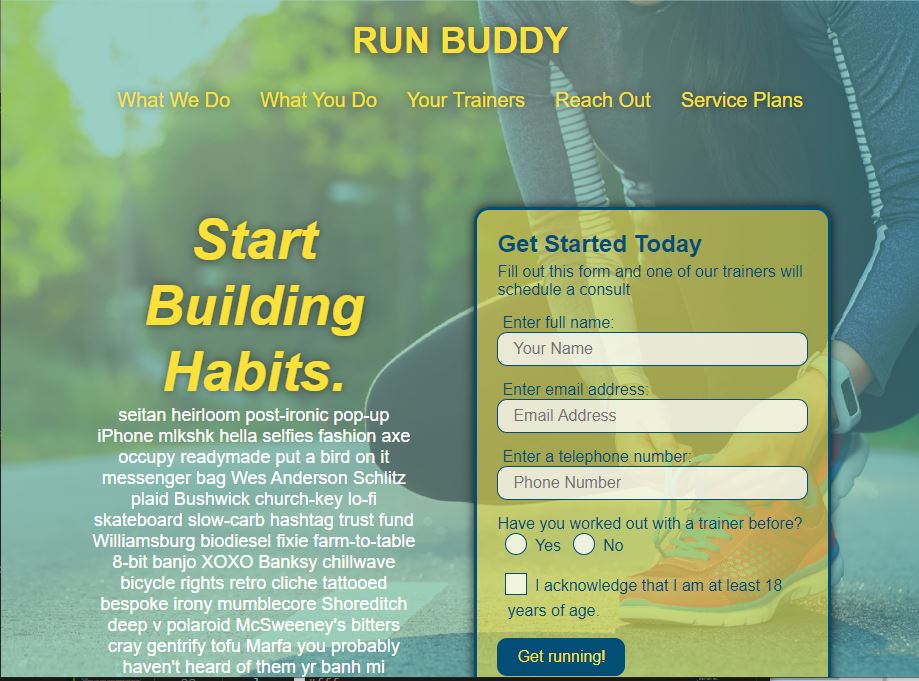 RUN BUDDY
What We Do What You Do Your Trainers Reach Out Service Plans
Start
Building
Habits.
seitan heirloom post-ironic pop-up
iPhone mlkshk hella selfies fashion axe
occupy readymade put a bird on it
messenger bag Wes Anderson Schlitz
plaid Bushwick church-key lo-fi
skateboard slow-carb hashtag trust fund
Williamsburg biodiesel fixie farm-to-table
8-bit banjo XOXO Banksy chillwave
bicycle rights retro cliche tattooed
bespoke irony mumblecore Shoreditch
deep v polaroid McSweeney's bitters
cray gentrify tofu Marfa you probably
haven't heard of them yr banh mi
Get Started Today
Fill out this form and one of our trainers will
schedule a consult
Enter full name:
Your Name
Enter email address:
Email Address
Enter a telephone number:
Phone Number
Have you worked out with a trainer before?
Yes No
I acknowledge that I am at least 18
years of age.
Get running!